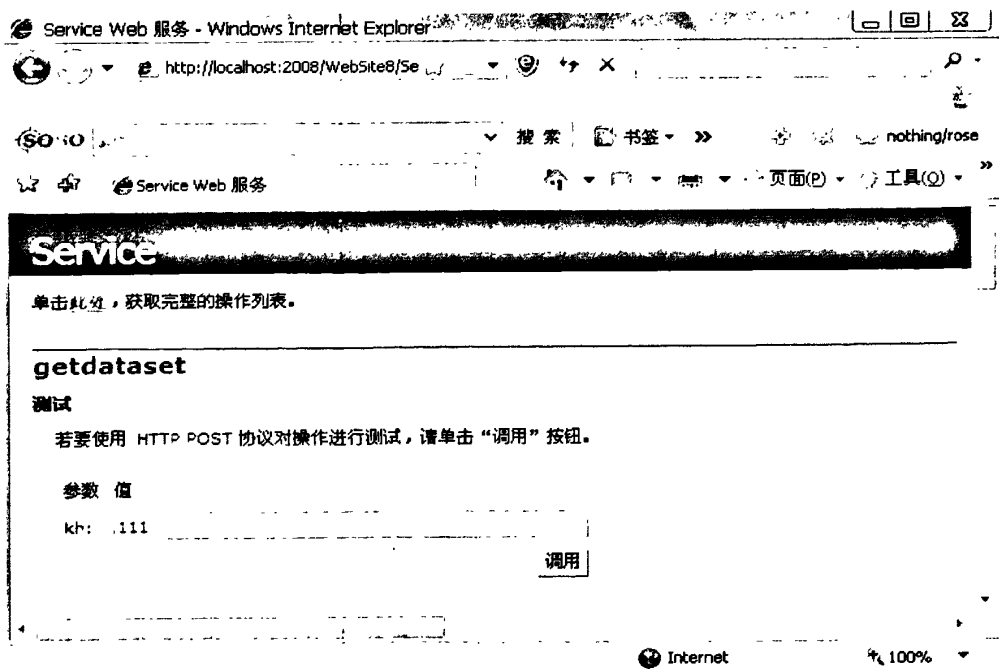 Service Web 服务 - Windows Internet Explorer
http://localhost:2008/WebSite8/Se
搜索 书签 » nothing/rose
Service Web 服务 页面(P) 工具(O) »
Service
单击此处，获取完整的操作列表。
getdataset
测试
若要使用 HTTP POST 协议对操作进行测试，请单击“调用”按钮。
参数 值
kh: 111
调用
Internet 100%